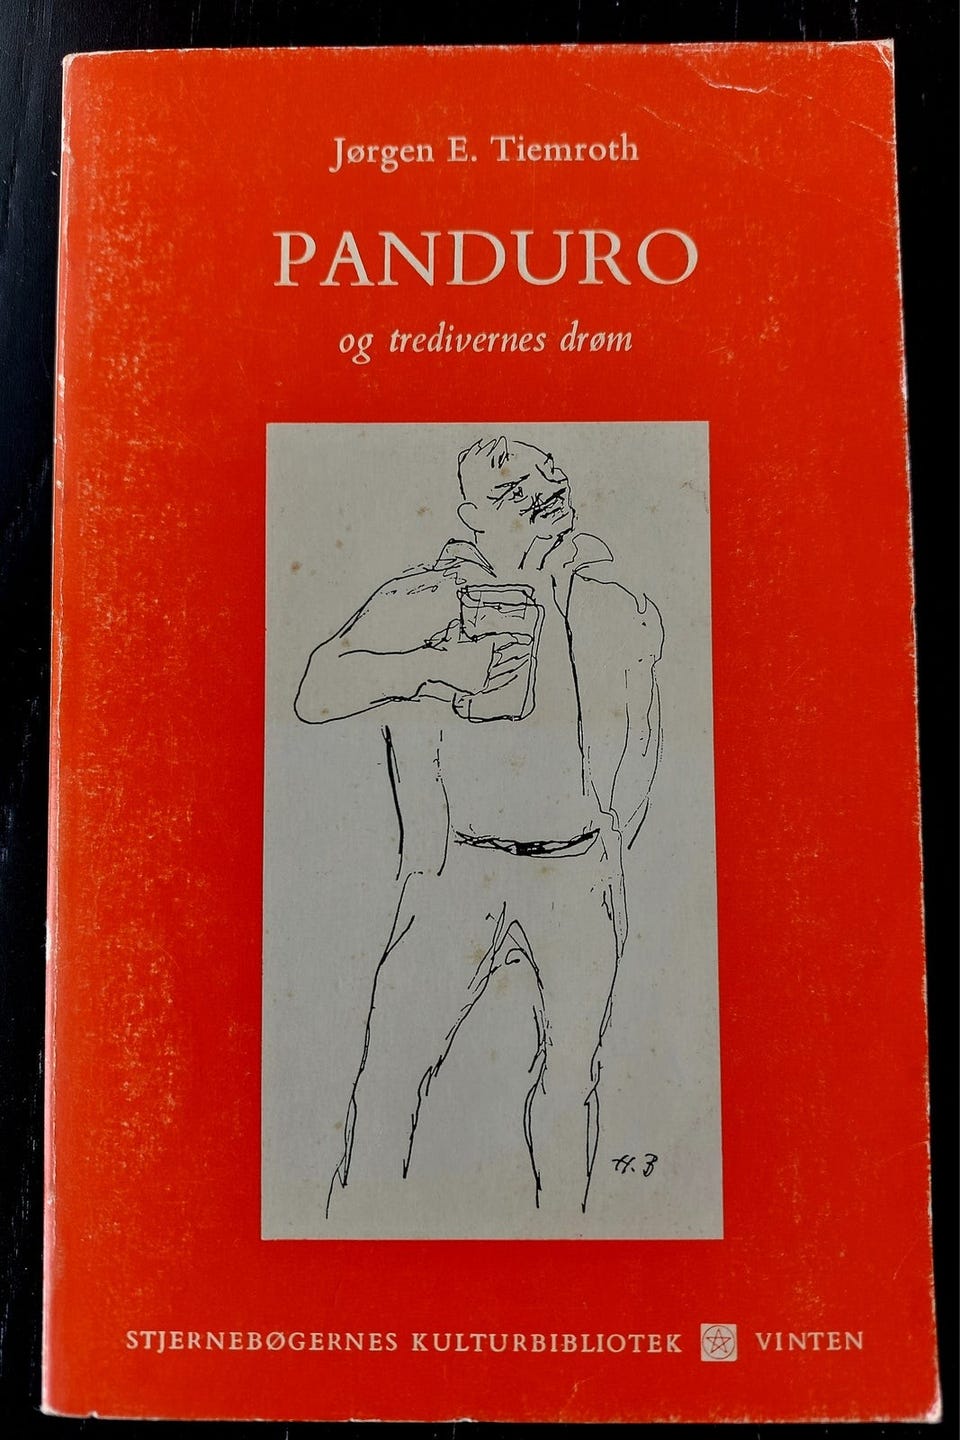 Jørgen E. Tiemroth
PANDURO
og tredivernes drøm
H. B
STJERNEBØGERNES KULTURBIBLIOTEK VINTEN